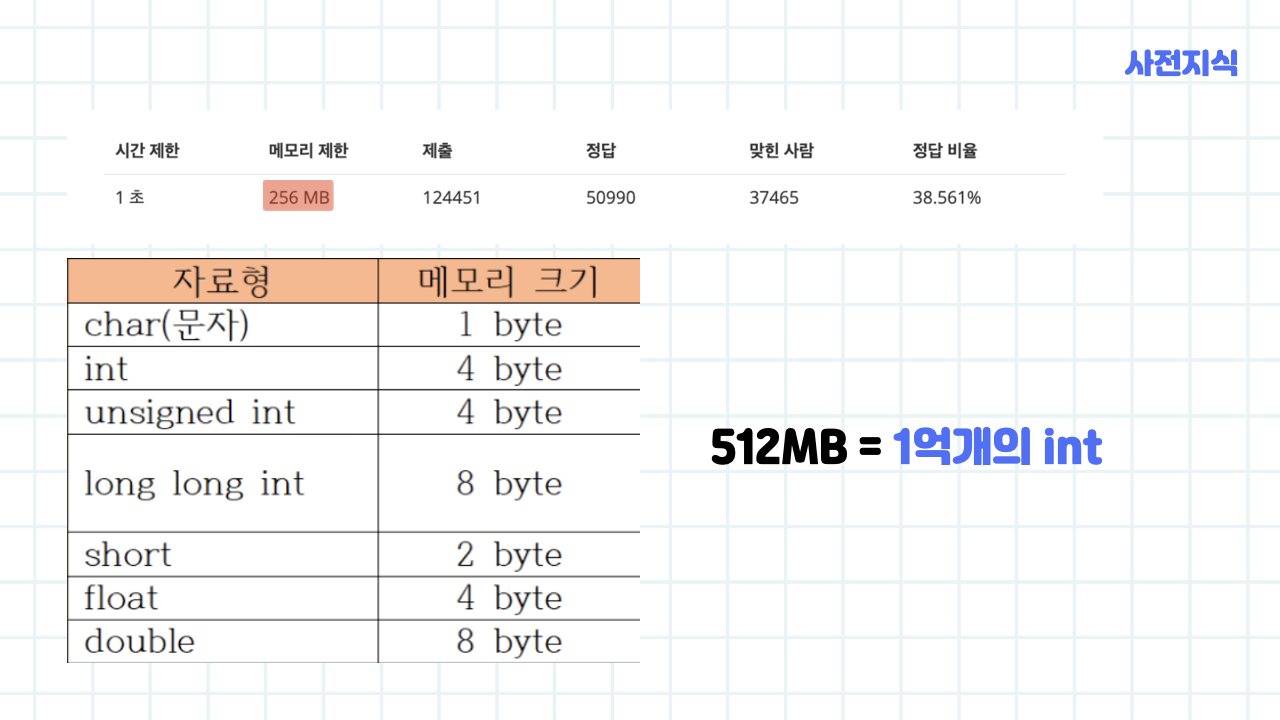 사전지식
시간 제한 메모리 제한 제출 정답 맞힌 사람 정답 비율
1 초 256 MB 124451 50990 37465 38.561%
자료형 메모리 크기
char(문자) 1 byte
int 4 byte
unsigned int 4 byte
long long int 8 byte
short 2 byte
float 4 byte
double 8 byte
512MB = 1억개의 int